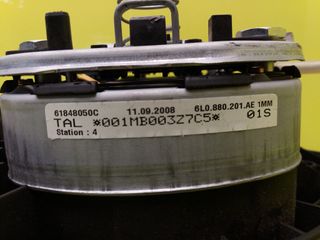 61848050C 11.09.2008 6L0.880.201.AE 1MM
TAL *001MB003Z7C5* 01S
Station : 4